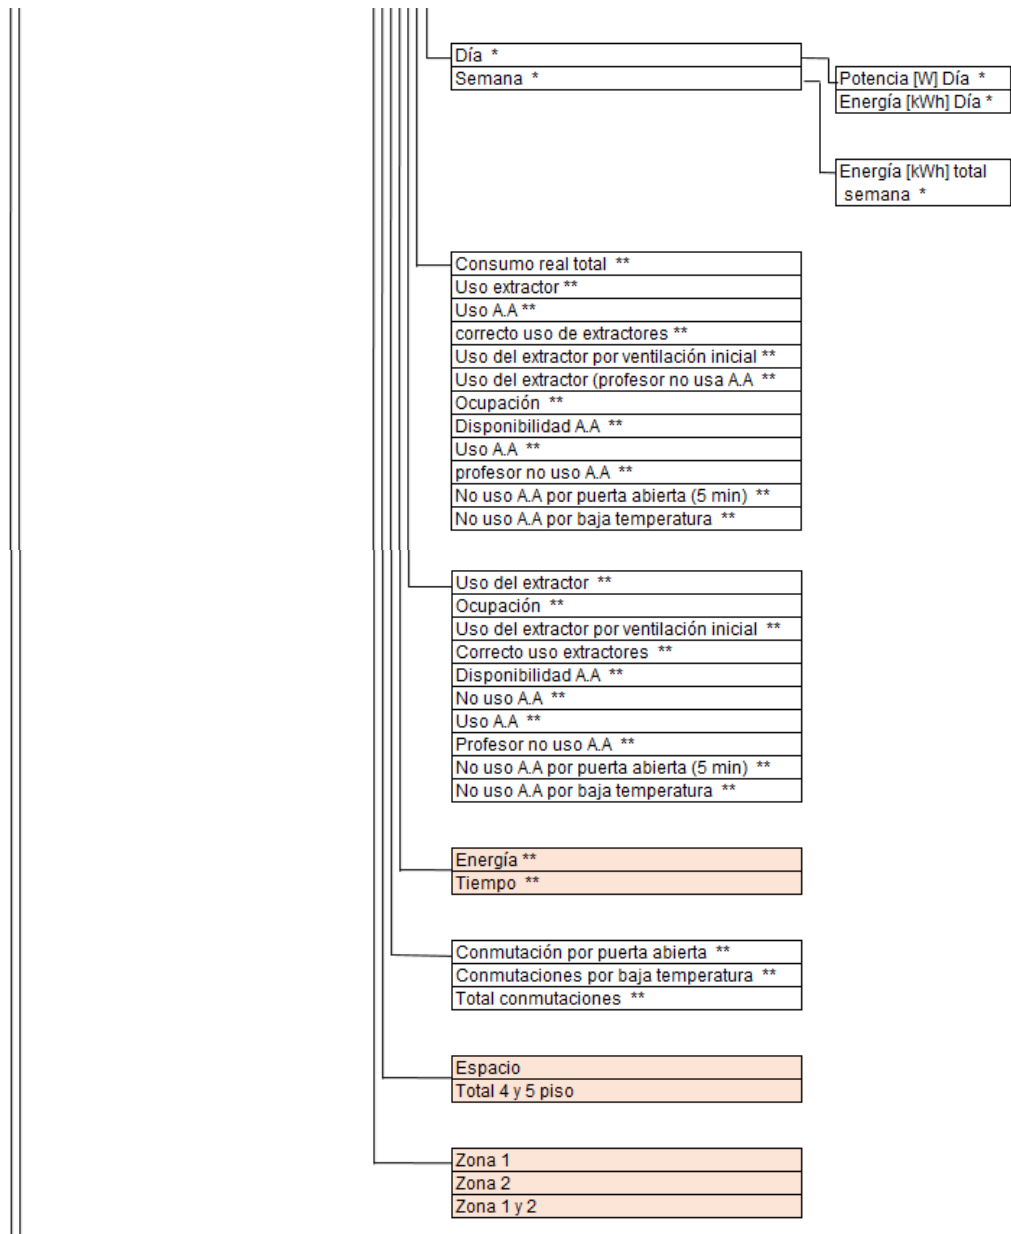 Día  *
Semana  *
Potencia [W] Día  *
Energía [kWh] Día *
Energía [kWh] total
semana  *
Consumo real total  **
Uso extractor **
Uso A.A **
correcto uso de extractores **
Uso del extractor por ventilación inicial **
Uso del extractor (profesor no usa A.A  **
Ocupación  **
Disponibilidad A.A  **
Uso A.A  **
profesor no uso A.A  **
No uso A.A por puerta abierta (5 min)  **
No uso A.A por baja temperatura  **
Uso del extractor  **
Ocupación  **
Uso del extractor por ventilación inicial  **
Correcto uso extractores  **
Disponibilidad A.A  **
No uso A.A  **
Uso A.A  **
Profesor no uso A.A  **
No uso A.A por puerta abierta (5 min)  **
No uso A.A por baja temperatura  **
Energía **
Tiempo  **
Conmutación por puerta abierta  **
Conmutaciones por baja temperatura  **
Total conmutaciones  **
Espacio
Total 4 y 5 piso
Zona 1
Zona 2
Zona 1 y 2